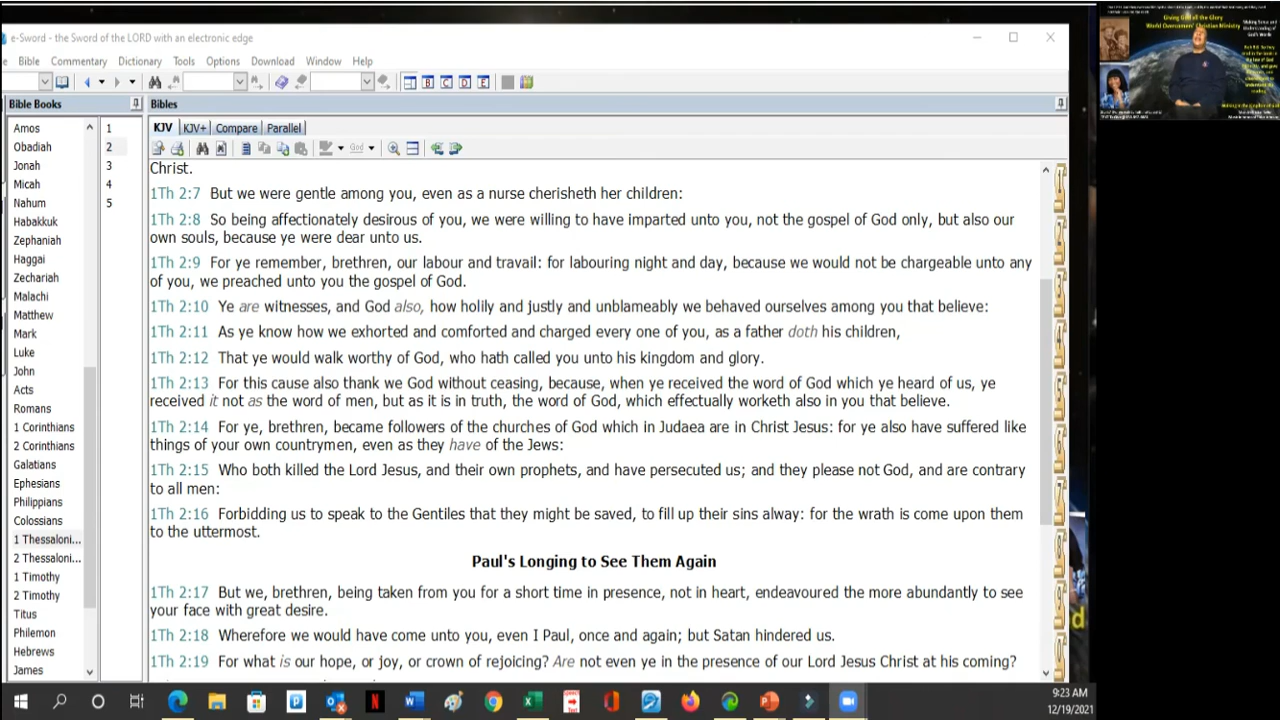 e-Sword - the Sword of the LORD with an electronic edge
e Bible Commentary Dictionary Tools Options Download Window Help
B C D E
Bible Books
Bibles
Amos
Obadiah
Jonah
Micah
Nahum
Habakkuk
Zephaniah
Haggai
Zechariah
Malachi
Matthew
Mark
Luke
John
Acts
Romans
1 Corinthians
2 Corinthians
Galatians
Ephesians
Philippians
Colossians
1 Thessaloni...
2 Thessaloni...
1 Timothy
2 Timothy
Titus
Philemon
Hebrews
James
1
2
3
4
5
KJV KJV+ Compare Parallel
God
Christ.
1Th 2:7 But we were gentle among you, even as a nurse cherisheth her children:
1Th 2:8 So being affectionately desirous of you, we were willing to have imparted unto you, not the gospel of God only, but also our
own souls, because ye were dear unto us.
1Th 2:9 For ye remember, brethren, our labour and travail: for labouring night and day, because we would not be chargeable unto any
of you, we preached unto you the gospel of God.
1Th 2:10 Ye are witnesses, and God also, how holily and justly and unblameably we behaved ourselves among you that believe:
1Th 2:11 As ye know how we exhorted and comforted and charged every one of you, as a father doth his children,
1Th 2:12 That ye would walk worthy of God, who hath called you unto his kingdom and glory.
1Th 2:13 For this cause also thank we God without ceasing, because, when ye received the word of God which ye heard of us, ye
received it not as the word of men, but as it is in truth, the word of God, which effectually worketh also in you that believe.
1Th 2:14 For ye, brethren, became followers of the churches of God which in Judaea are in Christ Jesus: for ye also have suffered like
things of your own countrymen, even as they have of the Jews:
1Th 2:15 Who both killed the Lord Jesus, and their own prophets, and have persecuted us; and they please not God, and are contrary
to all men:
1Th 2:16 Forbidding us to speak to the Gentiles that they might be saved, to fill up their sins alway: for the wrath is come upon them
to the uttermost.
Paul's Longing to See Them Again
1Th 2:17 But we, brethren, being taken from you for a short time in presence, not in heart, endeavoured the more abundantly to see
your face with great desire.
1Th 2:18 Wherefore we would have come unto you, even I Paul, once and again; but Satan hindered us.
1Th 2:19 For what is our hope, or joy, or crown of rejoicing? Are not even ye in the presence of our Lord Jesus Christ at his coming?
1
2
3
4
5
6
7
8
9
Giving God all the Glory
World Overcomers' Christian Ministry
d
9:23 AM
12/19/2021